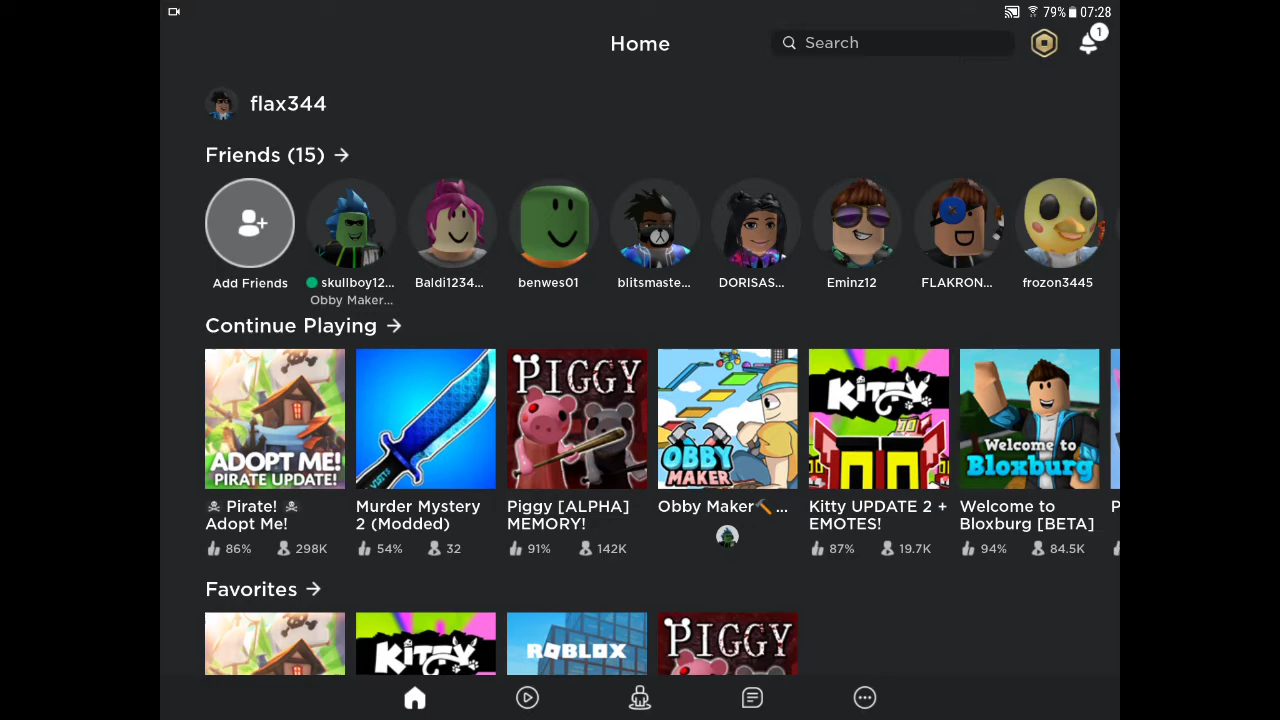 79% 07:28
Home
Search
1
flax344
Friends (15) →
Add Friends
skullboy12...
Obby Maker...
Baldi1234...
benwes01
blitsmaste...
DORISAS...
Eminz12
FLAKRON...
frozon3445
Continue Playing →
ADOPT ME!
PIRATE UPDATE!
VISITS
PIGGY
OBBY
MAKER
KITTY
Welcome to
Bloxburg
☠ Pirate! ☠
Adopt Me!
86% 298K
Murder Mystery
2 (Modded)
54% 32
Piggy [ALPHA]
MEMORY!
91% 142K
Obby Maker🔨 ...
Kitty UPDATE 2 +
EMOTES!
87% 19.7K
Welcome to
Bloxburg [BETA]
94% 84.5K
P
Favorites →
KITTY
ROBLOX
PIGGY